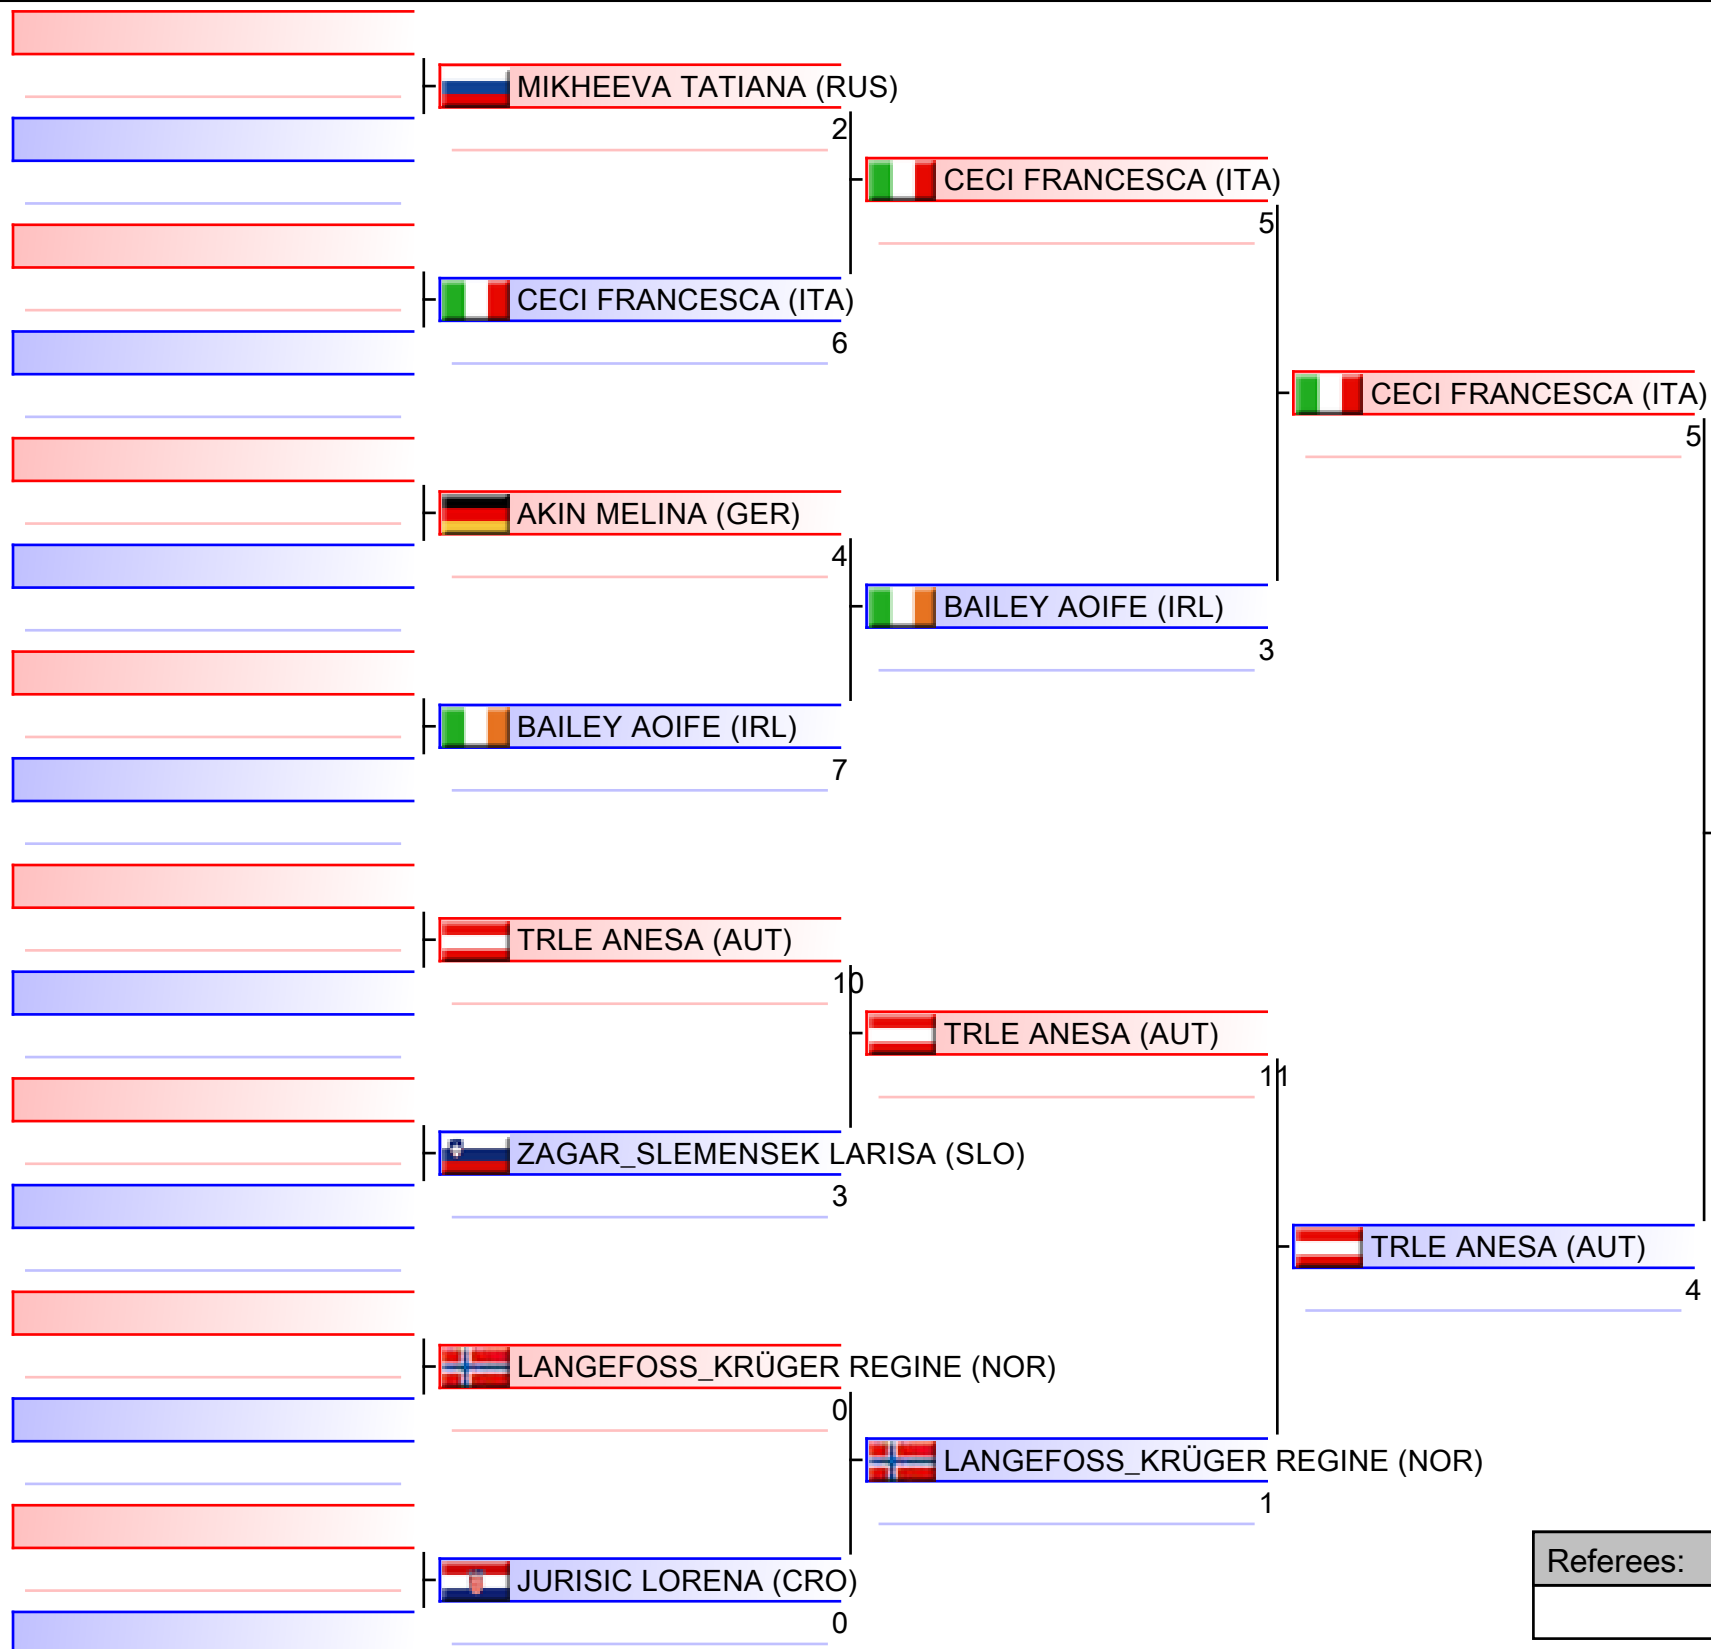 MIKHEEVA TATIANA (RUS)
2
CECI FRANCESCA (ITA)
5
CECI FRANCESCA (ITA)
6
CECI FRANCESCA (ITA)
5
AKIN MELINA (GER)
4
BAILEY AOIFE (IRL)
3
BAILEY AOIFE (IRL)
7
TRLE ANESA (AUT)
10
TRLE ANESA (AUT)
11
ZAGAR_SLEMENSEK LARISA (SLO)
3
TRLE ANESA (AUT)
4
LANGEFOSS_KRÜGER REGINE (NOR)
0
LANGEFOSS_KRÜGER REGINE (NOR)
1
JURISIC LORENA (CRO)
0
Referees: